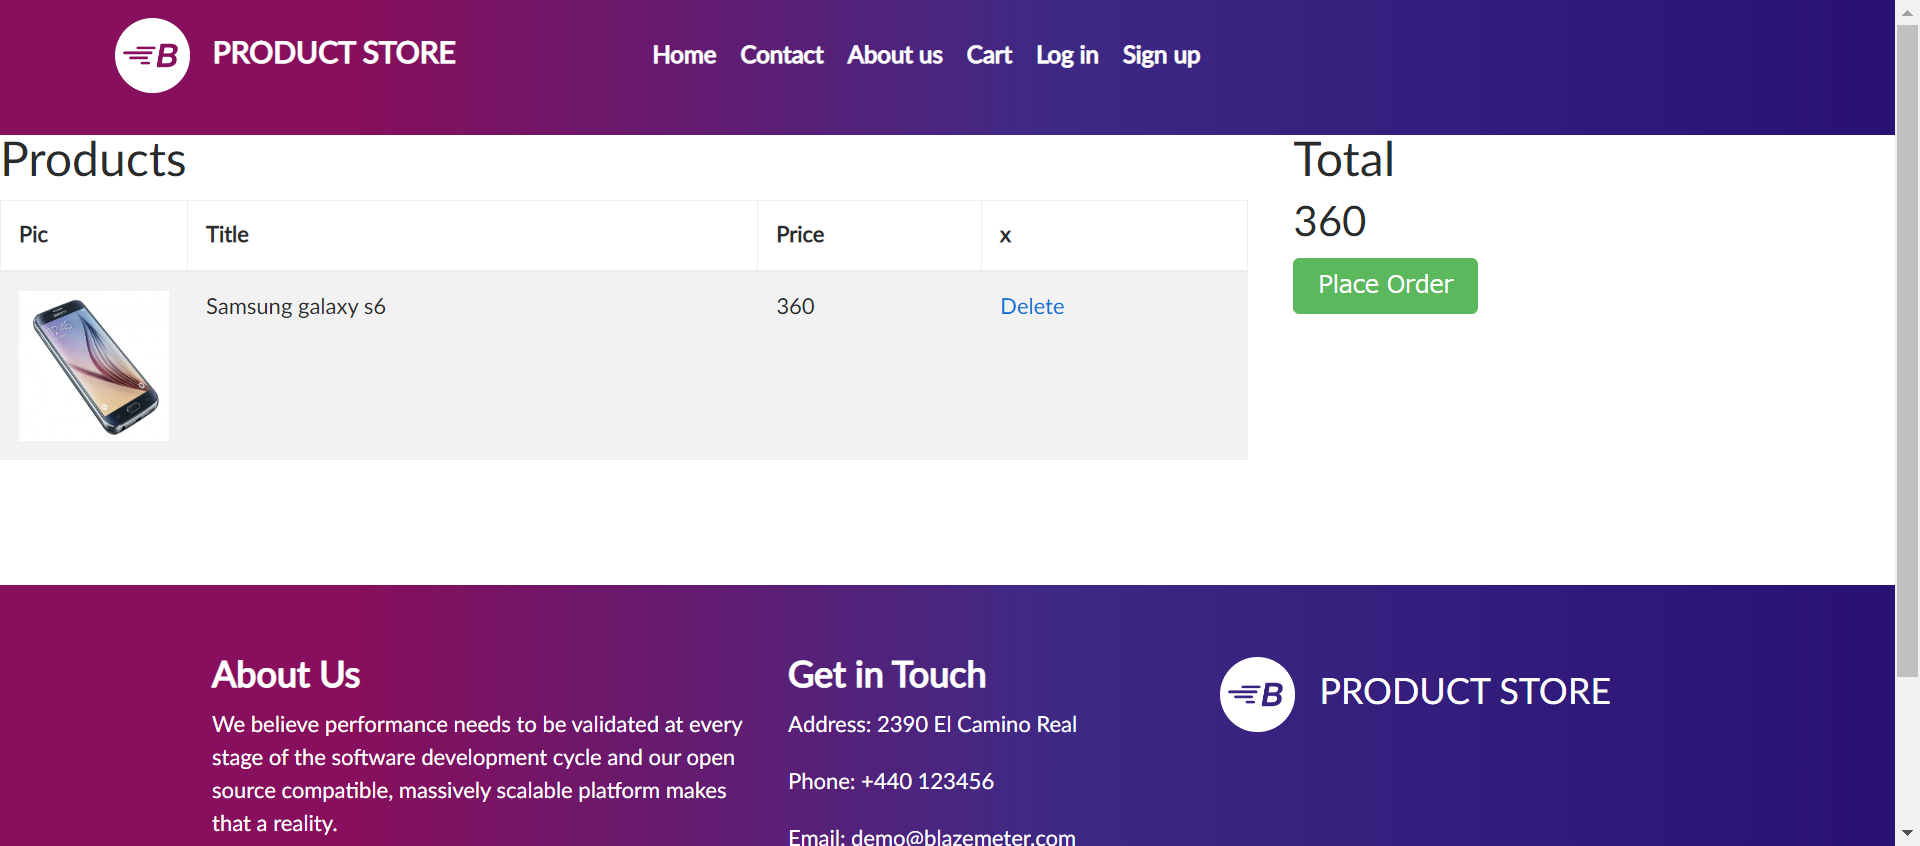 B PRODUCT STORE
Home Contact About us Cart Log in Sign up
Products
Total
360
Place Order
Pic Title Price x
Samsung galaxy s6 360 Delete
About Us
We believe performance needs to be validated at every
stage of the software development cycle and our open
source compatible, massively scalable platform makes
that a reality.
Get in Touch
Address: 2390 El Camino Real
Phone: +440 123456
Email: demo@blazemeter.com
B PRODUCT STORE